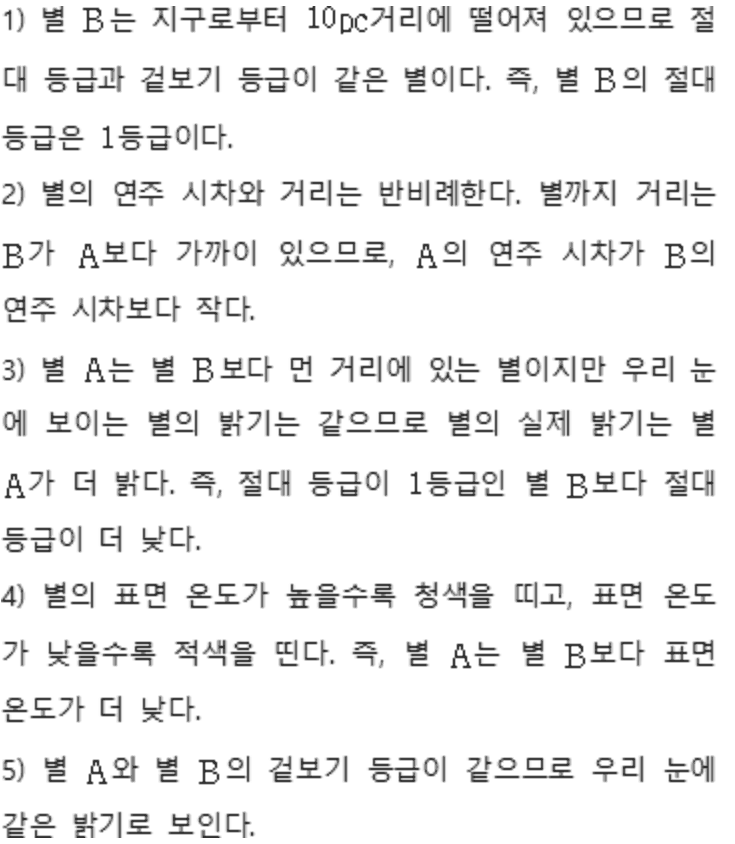 1) 별 B는 지구로부터 10pc거리에 떨어져 있으므로 절
대 등급과 겉보기 등급이 같은 별이다. 즉, 별 B의 절대
등급은 1등급이다.
2) 별의 연주 시차와 거리는 반비례한다. 별까지 거리는
B가 A보다 가까이 있으므로, A의 연주 시차가 B의
연주 시차보다 작다.
3) 별 A는 별 B보다 먼 거리에 있는 별이지만 우리 눈
에 보이는 별의 밝기는 같으므로 별의 실제 밝기는 별
A가 더 밝다. 즉, 절대 등급이 1등급인 별 B보다 절대
등급이 더 낮다.
4) 별의 표면 온도가 높을수록 청색을 띠고, 표면 온도
가 낮을수록 적색을 띤다. 즉, 별 A는 별 B보다 표면
온도가 더 낮다.
5) 별 A와 별 B의 겉보기 등급이 같으므로 우리 눈에
같은 밝기로 보인다.